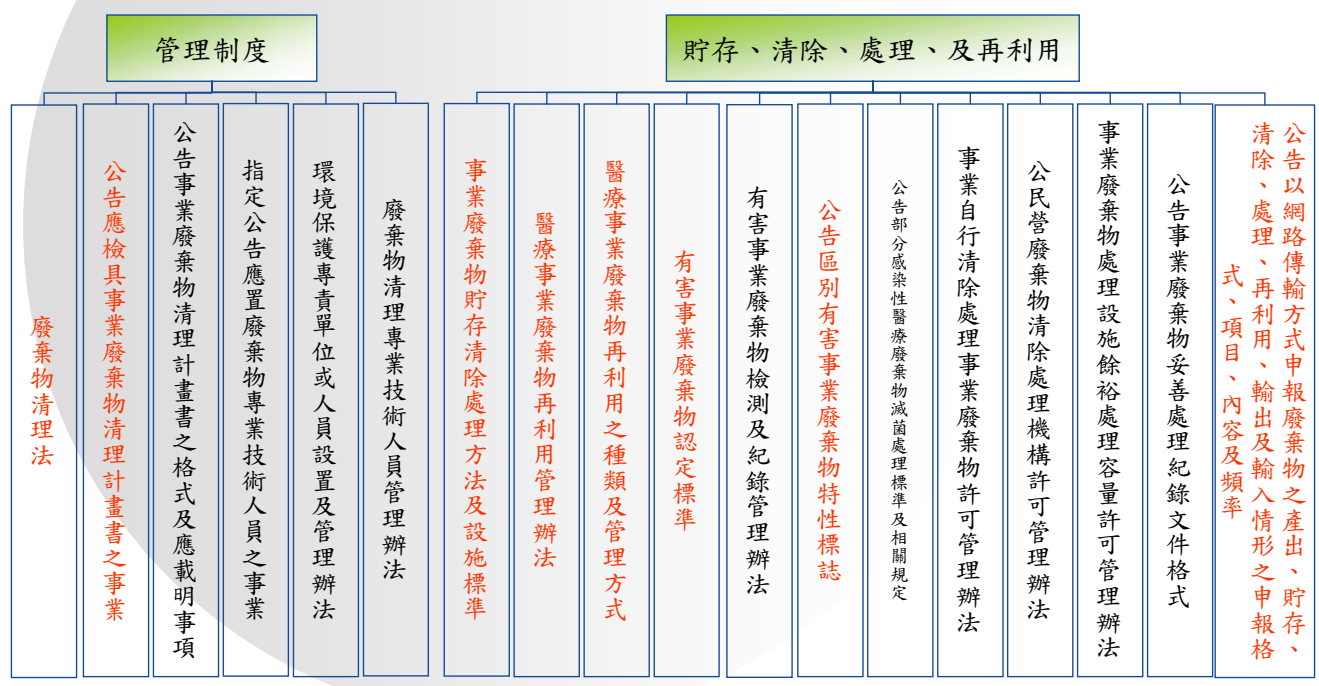 管理制度
廢棄物清理法
公告應檢具事業廢棄物清理計畫書之事業
公告事業廢棄物清理計畫書之格式及應載明事項
指定公告應置廢棄物專業技術人員之事業
環境保護專責單位或人員設置及管理辦法
廢棄物清理專業技術人員管理辦法
貯存、清除、處理、及再利用
事業廢棄物貯存清除處理方法及設施標準
醫療事業廢棄物再利用管理辦法
醫療事業廢棄物再利用之種類及管理方式
有害事業廢棄物認定標準
有害事業廢棄物檢測及紀錄管理辦法
公告區別有害事業廢棄物特性標誌
公告部分感染性醫療廢棄物滅菌處理標準及相關規定
事業自行清除處理事業廢棄物許可管理辦法
公民營廢棄物清除處理機構許可管理辦法
事業廢棄物處理設施餘裕處理容量許可管理辦法
公告事業廢棄物妥善處理紀錄文件格式
公告以網路傳輸方式申報廢棄物之產出、貯存、
清除、處理、再利用、輸出及輸入情形之申報格
式、項目、內容及頻率